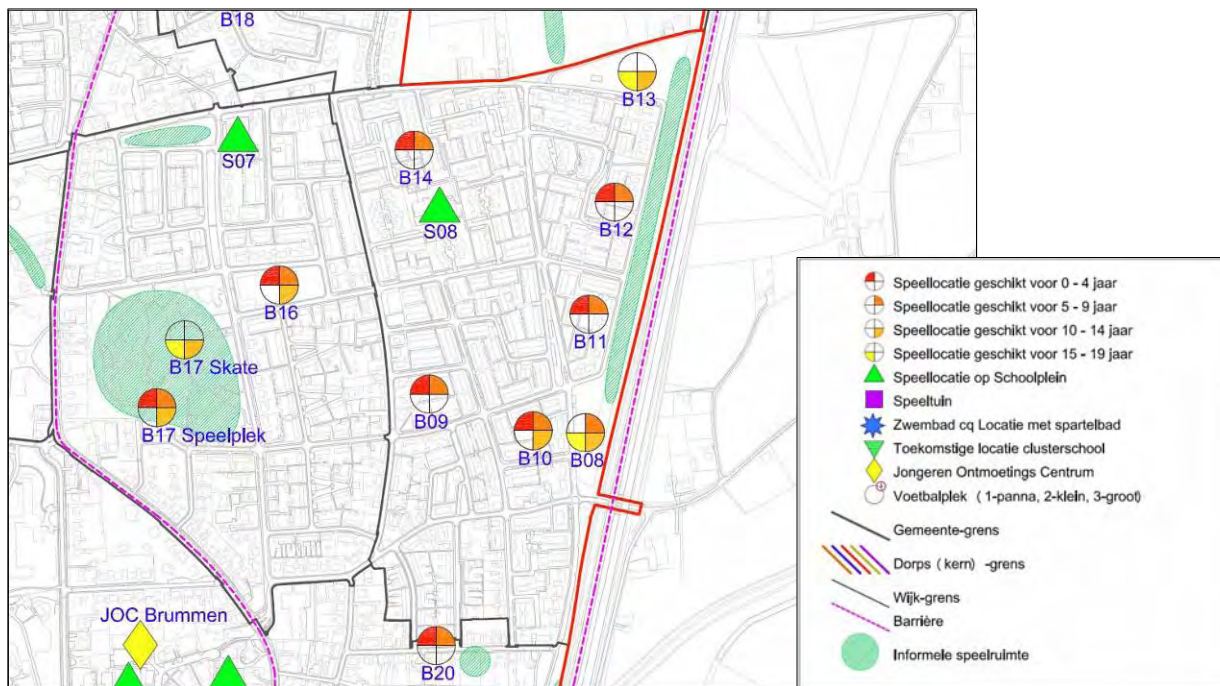 B18
B13
S07
B14
B12
S08
B16
B11
B17 Skate
B09
B17 Speelplek
B10
B08
JOC Brummen
B20
Speellocatie geschikt voor 0 - 4 jaar
Speellocatie geschikt voor 5 - 9 jaar
Speellocatie geschikt voor 10 - 14 jaar
Speellocatie geschikt voor 15 - 19 jaar
Speellocatie op Schoolplein
Speeltuin
Zwembad cq Locatie met spartelbad
Toekomstige locatie clusterschool
Jongeren Ontmoetings Centrum
Voetbalplek ( 1-panna, 2-klein, 3-groot)
Gemeente-grens
Dorps ( kern) -grens
Wijk-grens
Barrière
Informele speelruimte